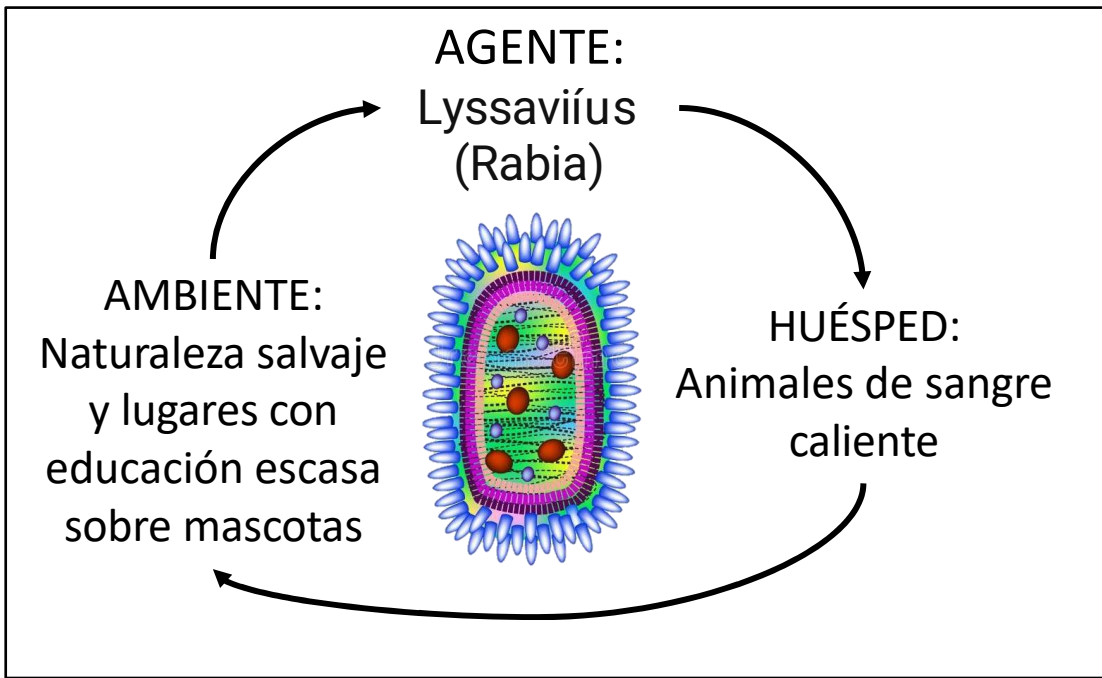 AGENTE:
Lyssaviíus
(Rabia)
AMBIENTE:
Naturaleza salvaje
y lugares con
educación escasa
sobre mascotas
HUÉSPED:
Animales de sangre
caliente